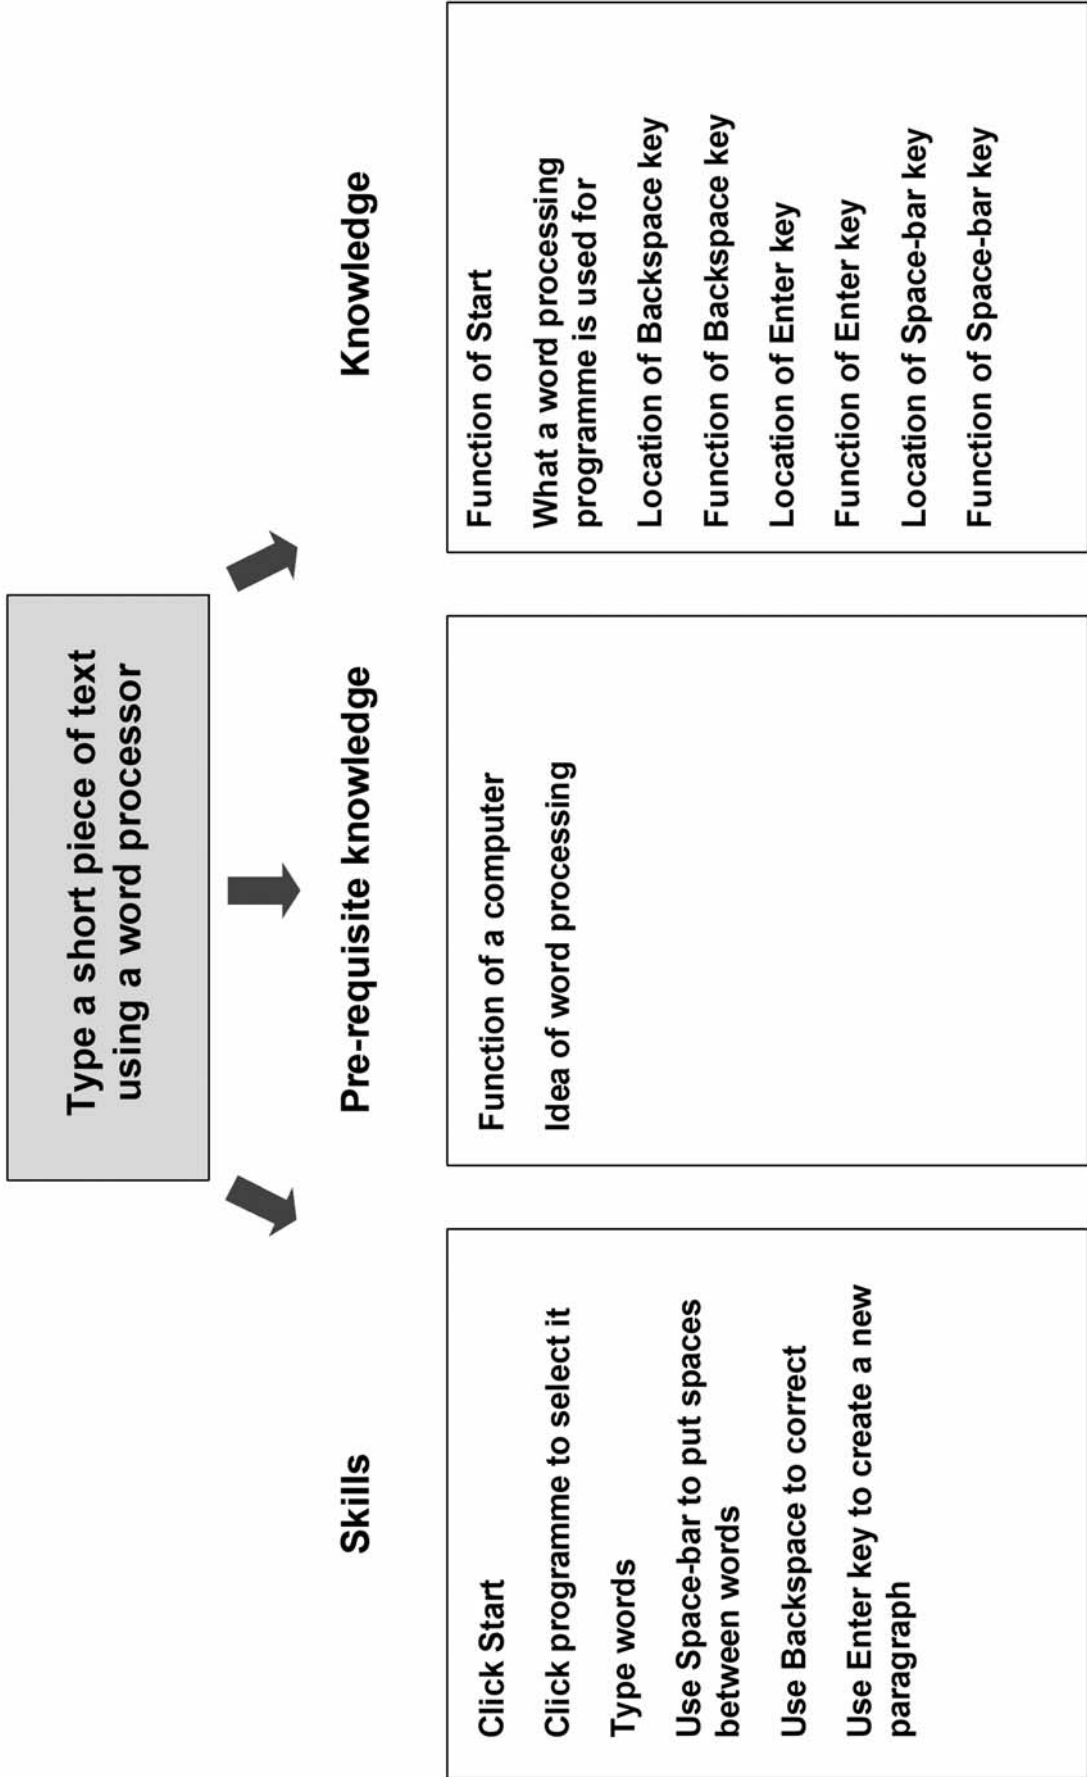 Type a short piece of text
using a word processor
Skills
Click Start
Click programme to select it
Type words
Use Space-bar to put spaces
between words
Use Backspace to correct
Use Enter key to create a new
paragraph
Pre-requisite knowledge
Function of a computer
Idea of word processing
Knowledge
Function of Start
What a word processing
programme is used for
Location of Backspace key
Function of Backspace key
Location of Enter key
Function of Enter key
Location of Space-bar key
Function of Space-bar key